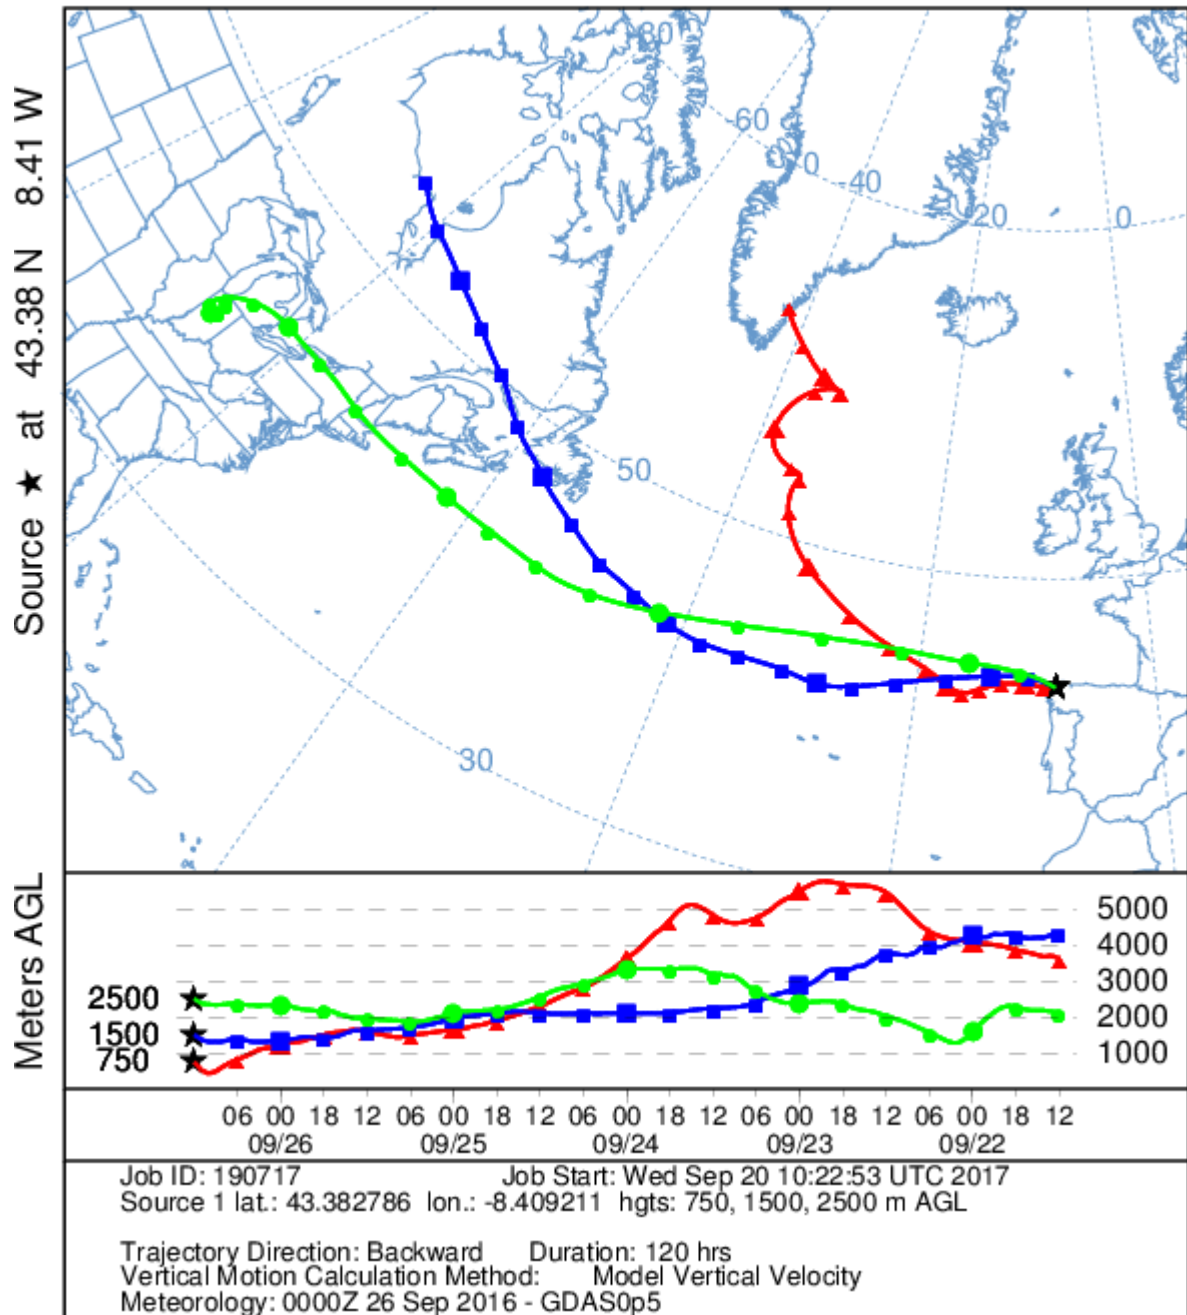 Source ★ at 43.38 N 8.41 W
80
60
40
20
0
50
30
Meters AGL
2500
1500
750
5000
4000
3000
2000
1000
06 00 18 12 06 00 18 12 06 00 18 12 06 00 18 12 06 00 18 12
09/26 09/25 09/24 09/23 09/22
Job ID: 190717 Job Start: Wed Sep 20 10:22:53 UTC 2017
Source 1 lat.: 43.382786 lon.: -8.409211 hgts: 750, 1500, 2500 m AGL
Trajectory Direction: Backward Duration: 120 hrs
Vertical Motion Calculation Method: Model Vertical Velocity
Meteorology: 0000Z 26 Sep 2016 - GDAS0p5